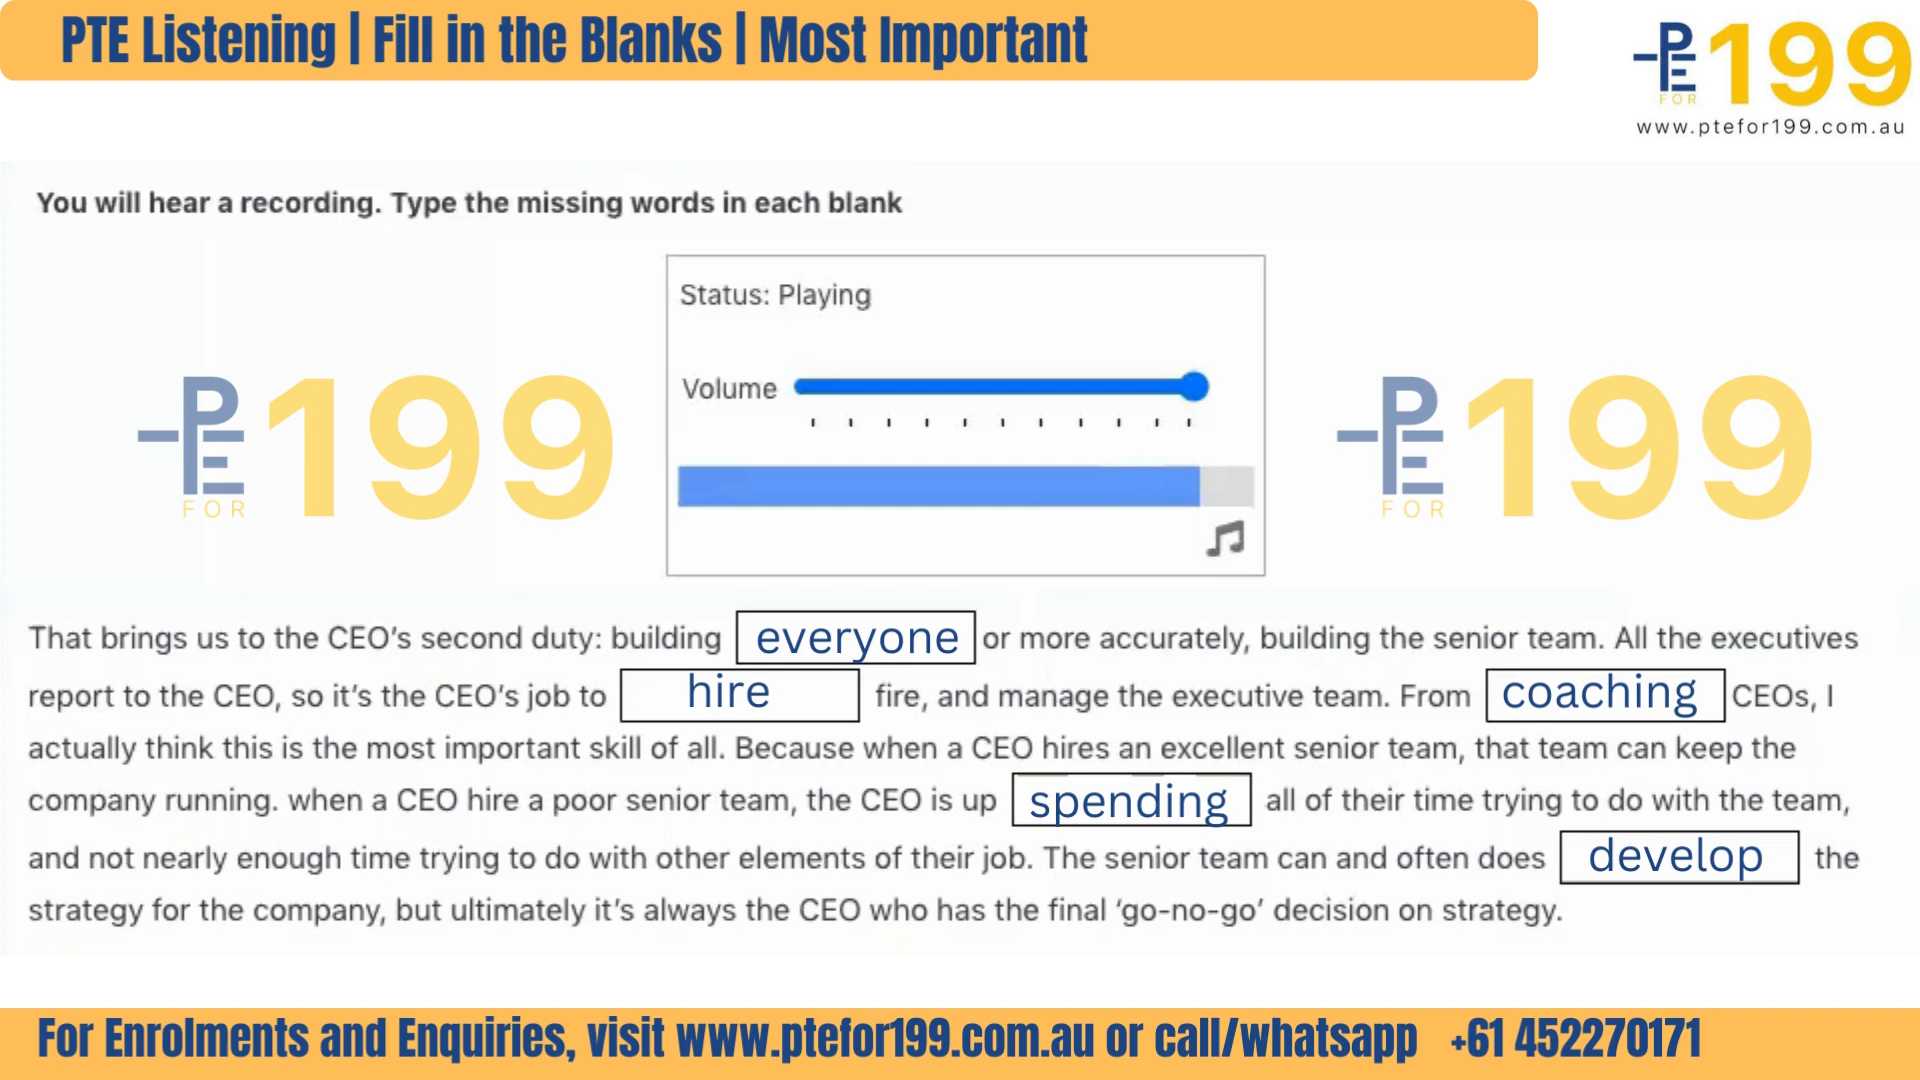 PTE Listening | Fill in the Blanks | Most Important
PE 199
FOR
www.ptefor199.com.au
You will hear a recording. Type the missing words in each blank
Status: Playing
Volume
PE 199
FOR
PE 199
FOR
That brings us to the CEO's second duty: building everyone or more accurately, building the senior team. All the executives
report to the CEO, so it's the CEO's job to hire fire, and manage the executive team. From coaching CEOs, I
actually think this is the most important skill of all. Because when a CEO hires an excellent senior team, that team can keep the
company running. when a CEO hire a poor senior team, the CEO is up spending all of their time trying to do with the team,
and not nearly enough time trying to do with other elements of their job. The senior team can and often does develop the
strategy for the company, but ultimately it's always the CEO who has the final 'go-no-go' decision on strategy.
For Enrolments and Enquiries, visit www.ptefor199.com.au or call/whatsapp +61 452270171